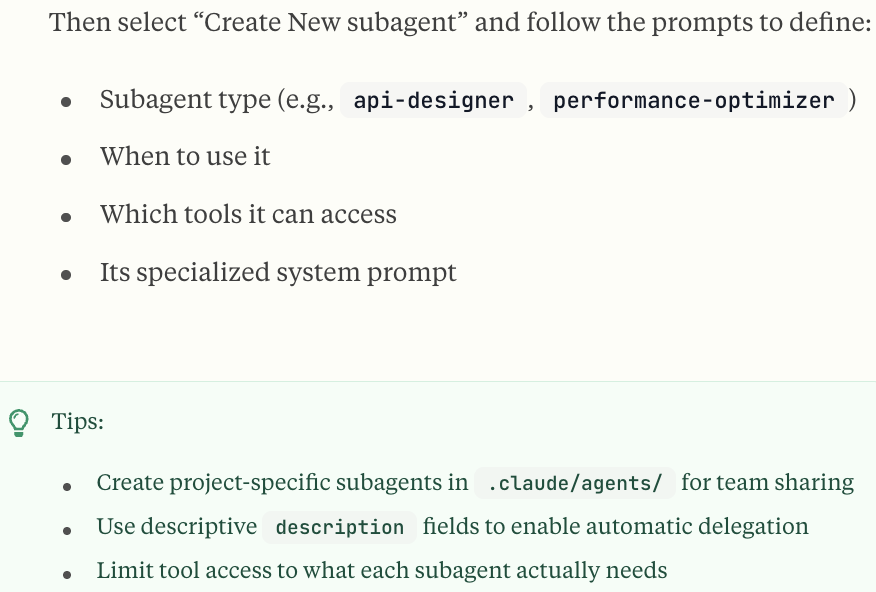 Then select “Create New subagent” and follow the prompts to define:
• Subagent type (e.g., api-designer, performance-optimizer)
• When to use it
• Which tools it can access
• Its specialized system prompt
Tips:
• Create project-specific subagents in .claude/agents/ for team sharing
• Use descriptive description fields to enable automatic delegation
• Limit tool access to what each subagent actually needs